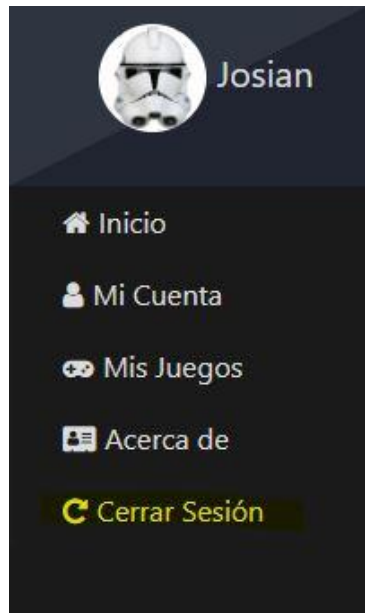 Josian
Inicio
Mi Cuenta
Mis Juegos
Acerca de
Cerrar Sesión